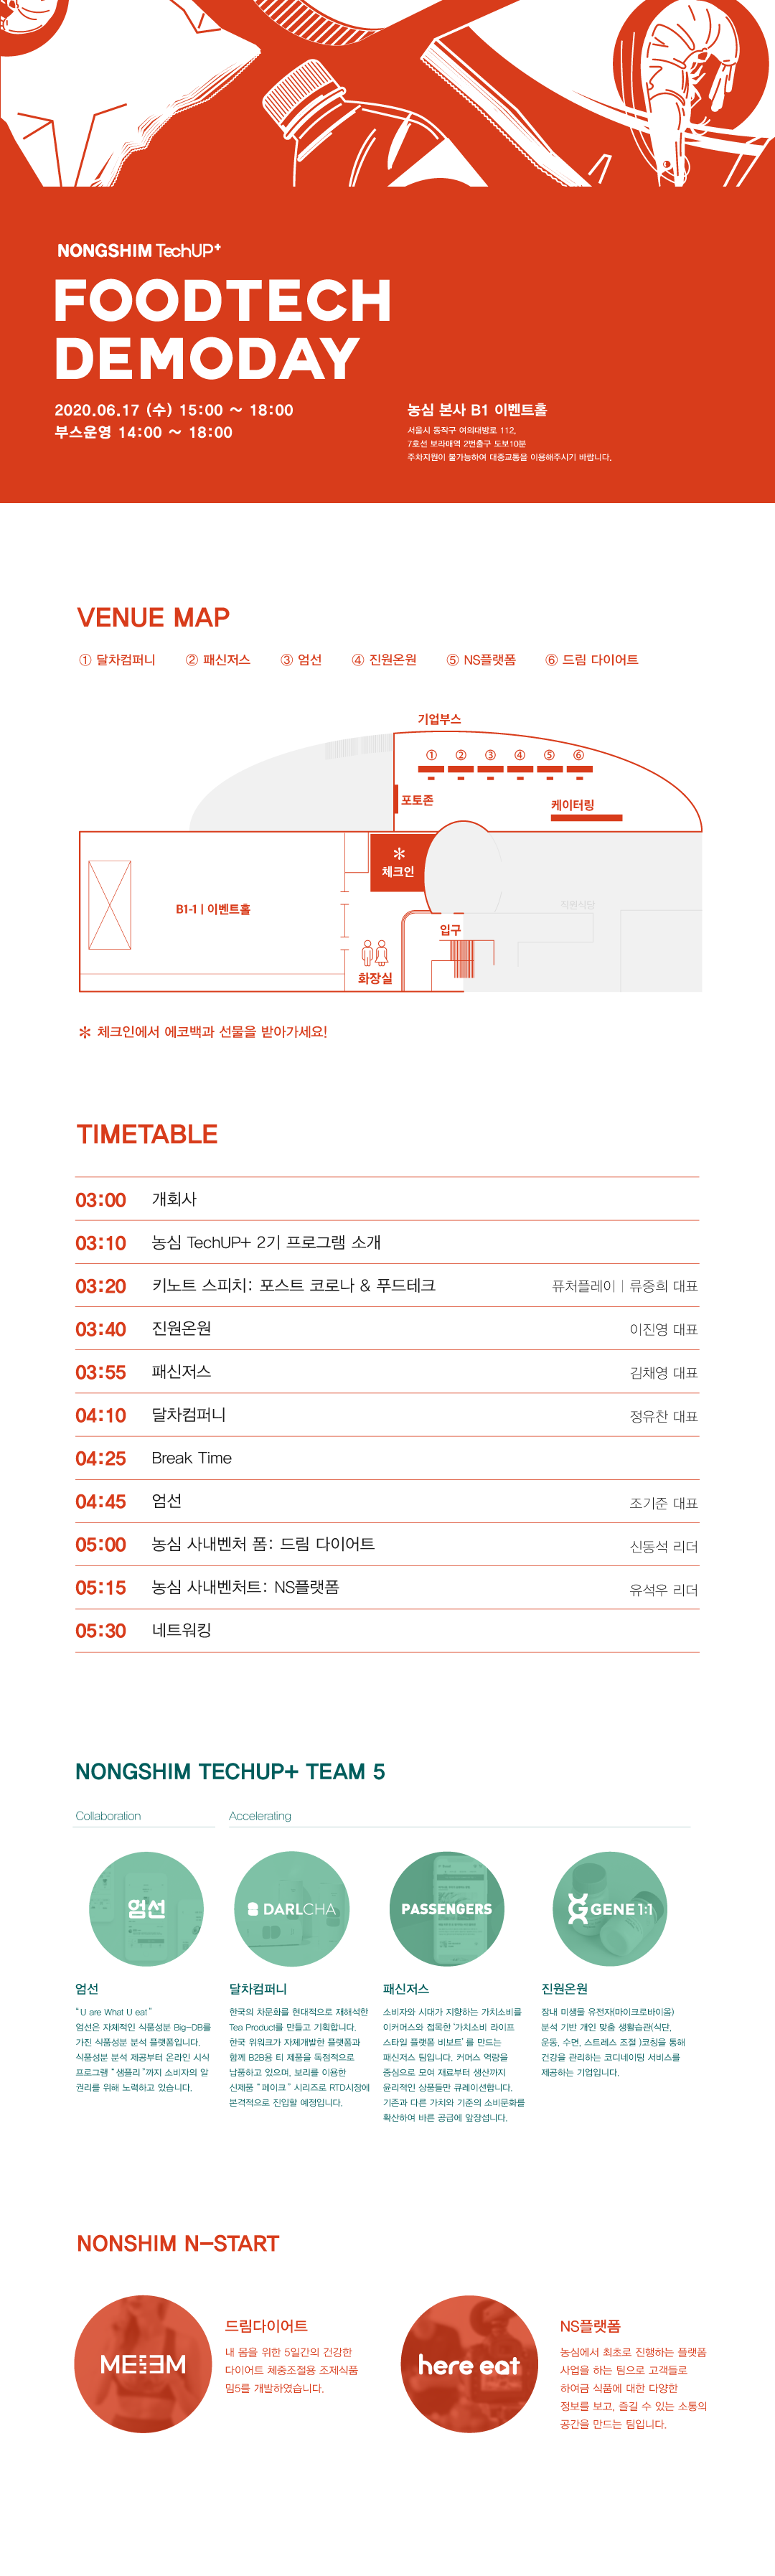 NONGSHIM TechUP+
FOODTECH
DEMODAY
2020.06.17 (수) 15:00 ~ 18:00
부스운영 14:00 ~ 18:00
농심 본사 B1 이벤트홀
서울시 동작구 여의대방로 112,
7호선 보라매역 2번출구 도보10분
주차지원이 불가능하여 대중교통을 이용해주시기 바랍니다.
VENUE MAP
① 달차컴퍼니 ② 패신저스 ③ 엄선 ④ 진원온원 ⑤ NS플랫폼 ⑥ 드림 다이어트
기업부스
① ② ③ ④ ⑤ ⑥
포토존
케이터링
✻
체크인
직원식당
B1-1 | 이벤트홀
입구
화장실
✻ 체크인에서 에코백과 선물을 받아가세요!
TIMETABLE
03:00 개회사
03:10 농심 TechUP+ 2기 프로그램 소개
03:20 키노트 스피치: 포스트 코로나 & 푸드테크 퓨처플레이 | 류중희 대표
03:40 진원온원 이진영 대표
03:55 패신저스 김채영 대표
04:10 달차컴퍼니 정유찬 대표
04:25 Break Time
04:45 엄선 조기준 대표
05:00 농심 사내벤처 폼: 드림 다이어트 신동석 리더
05:15 농심 사내벤처트: NS플랫폼 유석우 리더
05:30 네트워킹
NONGSHIM TECHUP+ TEAM 5
Collaboration
Accelerating
엄선
DARLCHA
PASSENGERS
GENE 1:1
엄선
“U are What U eat”
엄선은 자체적인 식품성분 Big-DB를
가진 식품성분 분석 플랫폼입니다.
식품성분 분석 제공부터 온라인 시식
프로그램 “샘플리”까지 소비자의 알
권리를 위해 노력하고 있습니다.
달차컴퍼니
한국의 차문화를 현대적으로 재해석한
Tea Product를 만들고 기획합니다.
한국 위워크가 자체개발한 플랫폼과
함께 B2B용 티 제품을 독점적으로
납품하고 있으며, 보리를 이용한
신제품 “페이크” 시리즈로 RTD시장에
본격적으로 진입할 예정입니다.
패신저스
소비자와 시대가 지향하는 가치소비를
이커머스와 접목한 ‘가치소비 라이프
스타일 플랫폼 비보트’ 를 만드는
패신저스 팀입니다. 커머스 역량을
중심으로 모여 재료부터 생산까지
윤리적인 상품들만 큐레이션합니다.
기존과 다른 가치와 기준의 소비문화를
확산하여 바른 공급에 앞장섭니다.
진원온원
장내 미생물 유전자(마이크로바이옴)
분석 기반 개인 맞춤 생활습관(식단,
운동, 수면, 스트레스 조절 )코칭을 통해
건강을 관리하는 코디네이팅 서비스를
제공하는 기업입니다.
NONSHIM N-START
드림다이어트
내 몸을 위한 5일간의 건강한
다이어트 체중조절용 조제식품
밈5를 개발하였습니다.
here eat
NS플랫폼
농심에서 최초로 진행하는 플랫폼
사업을 하는 팀으로 고객들로
하여금 식품에 대한 다양한
정보를 보고, 즐길 수 있는 소통의
공간을 만드는 팀입니다.